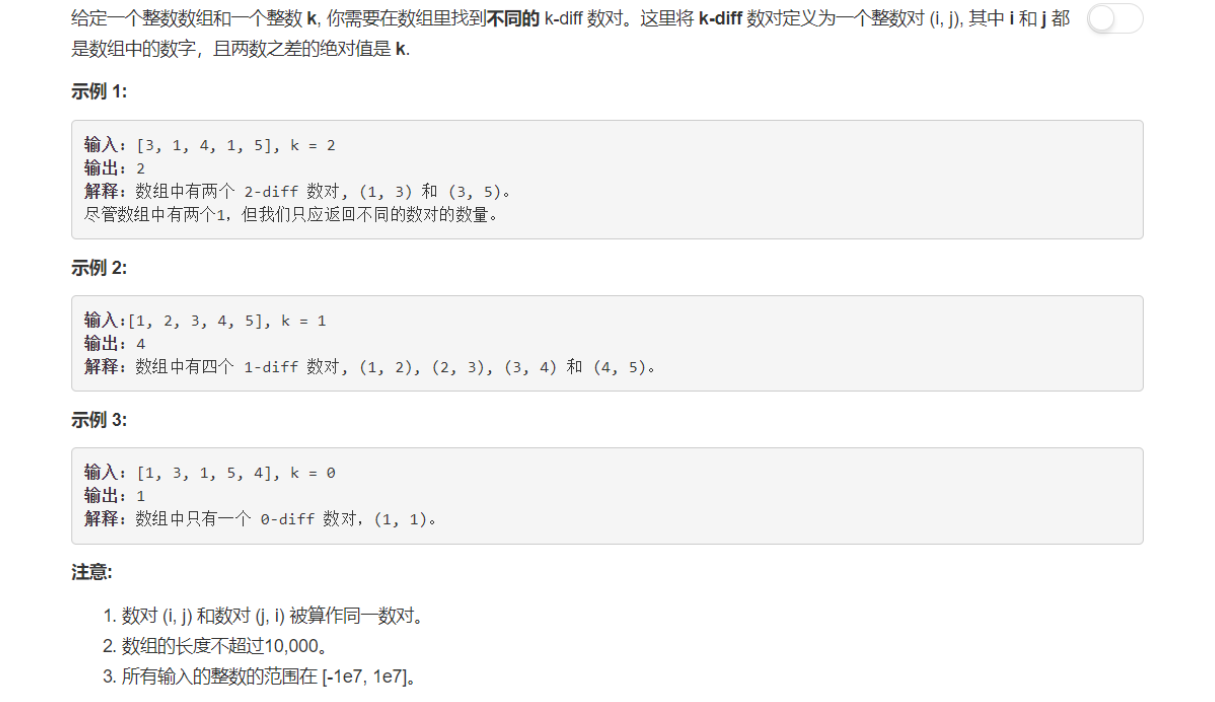 给定一个整数数组和一个整数 k, 你需要在数组里找到不同的 k-diff 数对。这里将 k-diff 数对定义为一个整数对 (i, j), 其中 i 和 j 都
是数组中的数字，且两数之差的绝对值是 k.
示例 1:
输入: [3, 1, 4, 1, 5], k = 2
输出: 2
解释: 数组中有两个 2-diff 数对, (1, 3) 和 (3, 5)。
尽管数组中有两个1，但我们只应返回不同的数对的数量。
示例 2:
输入:[1, 2, 3, 4, 5], k = 1
输出: 4
解释: 数组中有四个 1-diff 数对, (1, 2), (2, 3), (3, 4) 和 (4, 5)。
示例 3:
输入: [1, 3, 1, 5, 4], k = 0
输出: 1
解释: 数组中只有一个 0-diff 数对，(1, 1)。
注意:
1. 数对 (i, j) 和数对 (j, i) 被算作同一数对。
2. 数组的长度不超过10,000。
3. 所有输入的整数的范围在 [-1e7, 1e7]。